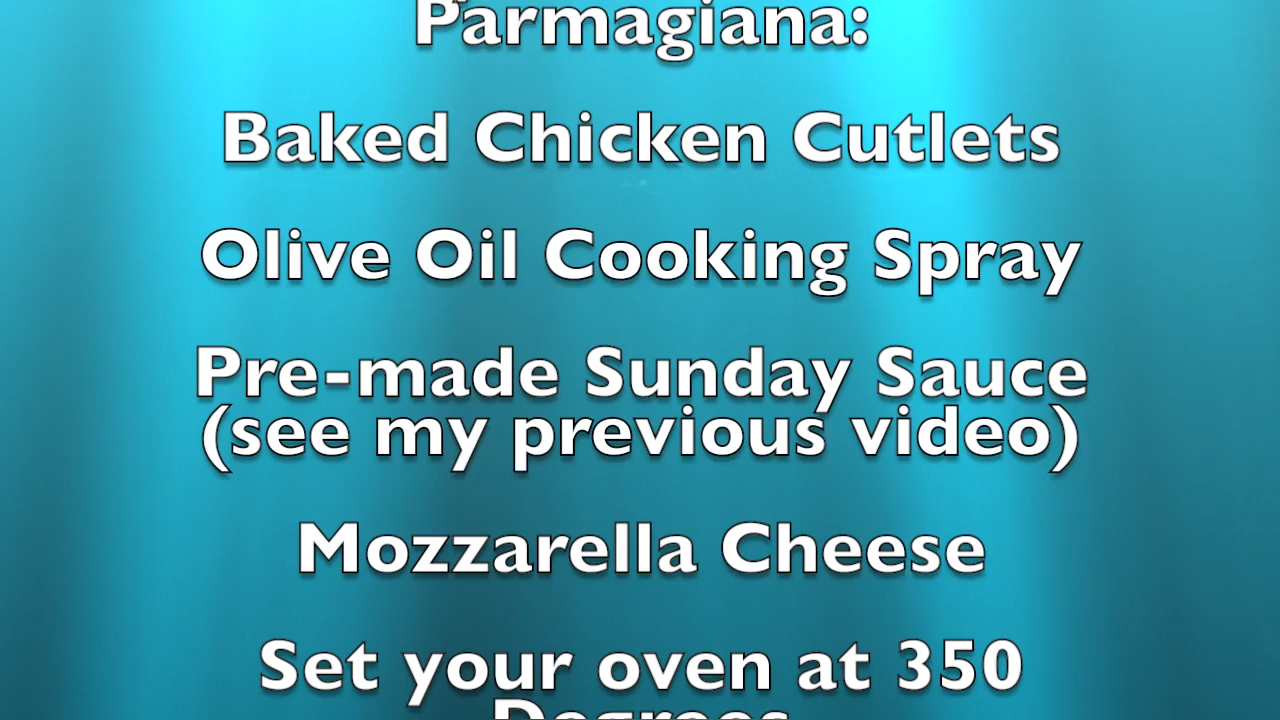 Parmagiana:
Baked Chicken Cutlets
Olive Oil Cooking Spray
Pre-made Sunday Sauce
(see my previous video)
Mozzarella Cheese
Set your oven at 350
Degrees